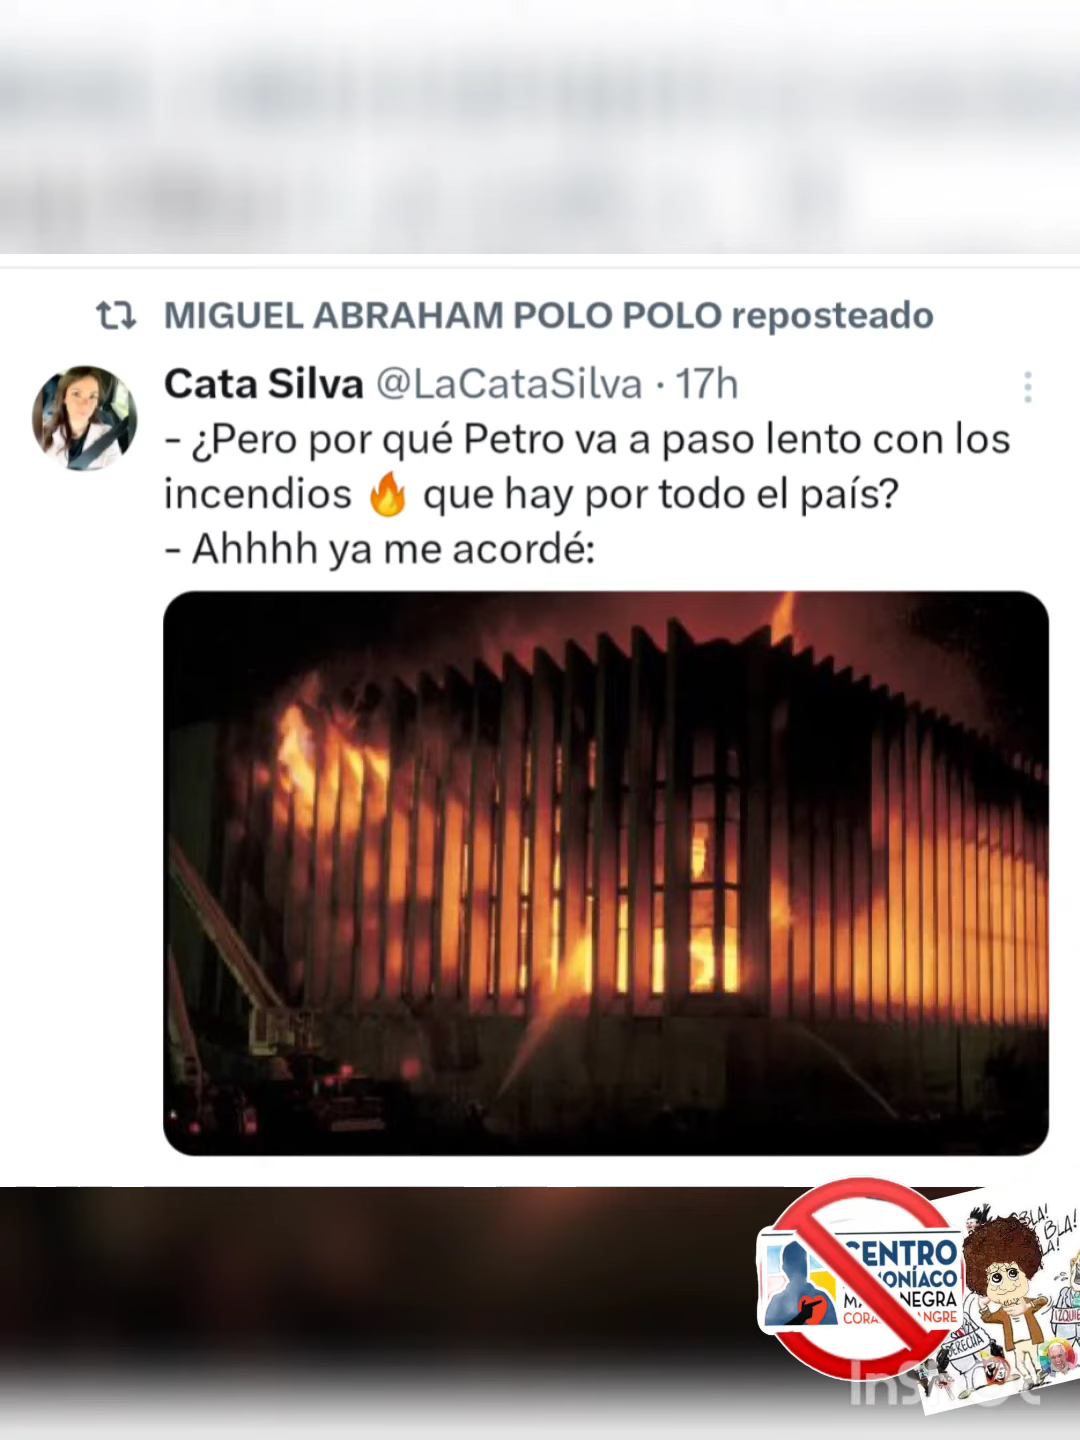 MIGUEL ABRAHAM POLO POLO reposteado
Cata Silva @LaCataSilva · 17h
- ¿Pero por qué Petro va a paso lento con los
incendios 🔥 que hay por todo el país?
- Ahhhh ya me acordé:
BLA!
BLA!
CENTRO
NEGRA
DERECHA